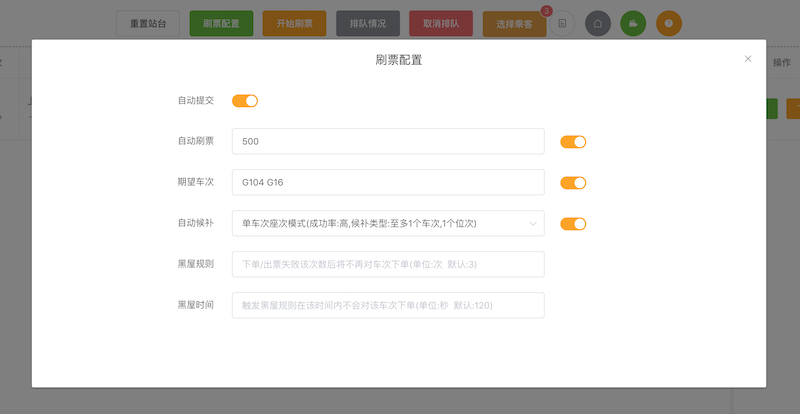 重置站台 刷票配置 开始刷票 排队情况 取消排队 选择乘客 3
刷票配置
操作
自动提交
自动刷票 500
期望车次 G104 G16
自动候补 单车次座次模式(成功率:高,候补类型:至多1个车次,1个位次)
黑屋规则 下单/出票失败该次数后将不再对车次下单(单位:次 默认:3)
黑屋时间 触发黑屋规则在该时间内不会对该车次下单(单位:秒 默认:120)